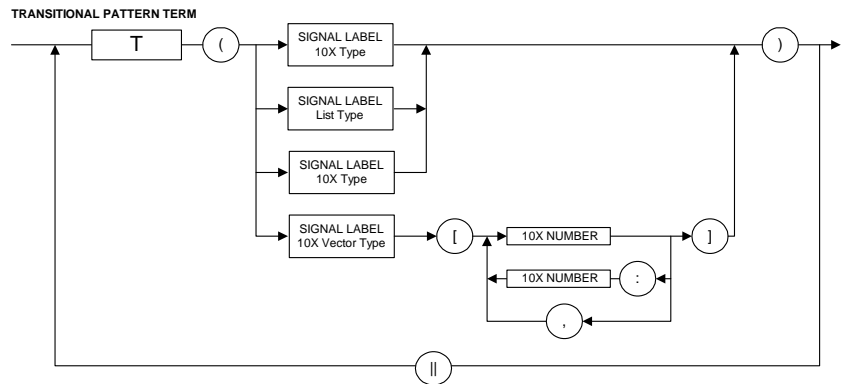 TRANSITIONAL PATTERN TERM
T
(
SIGNAL LABEL
10X Type
)
SIGNAL LABEL
List Type
SIGNAL LABEL
10X Type
SIGNAL LABEL
10X Vector Type
[
10X NUMBER
]
10X NUMBER
:
,
||